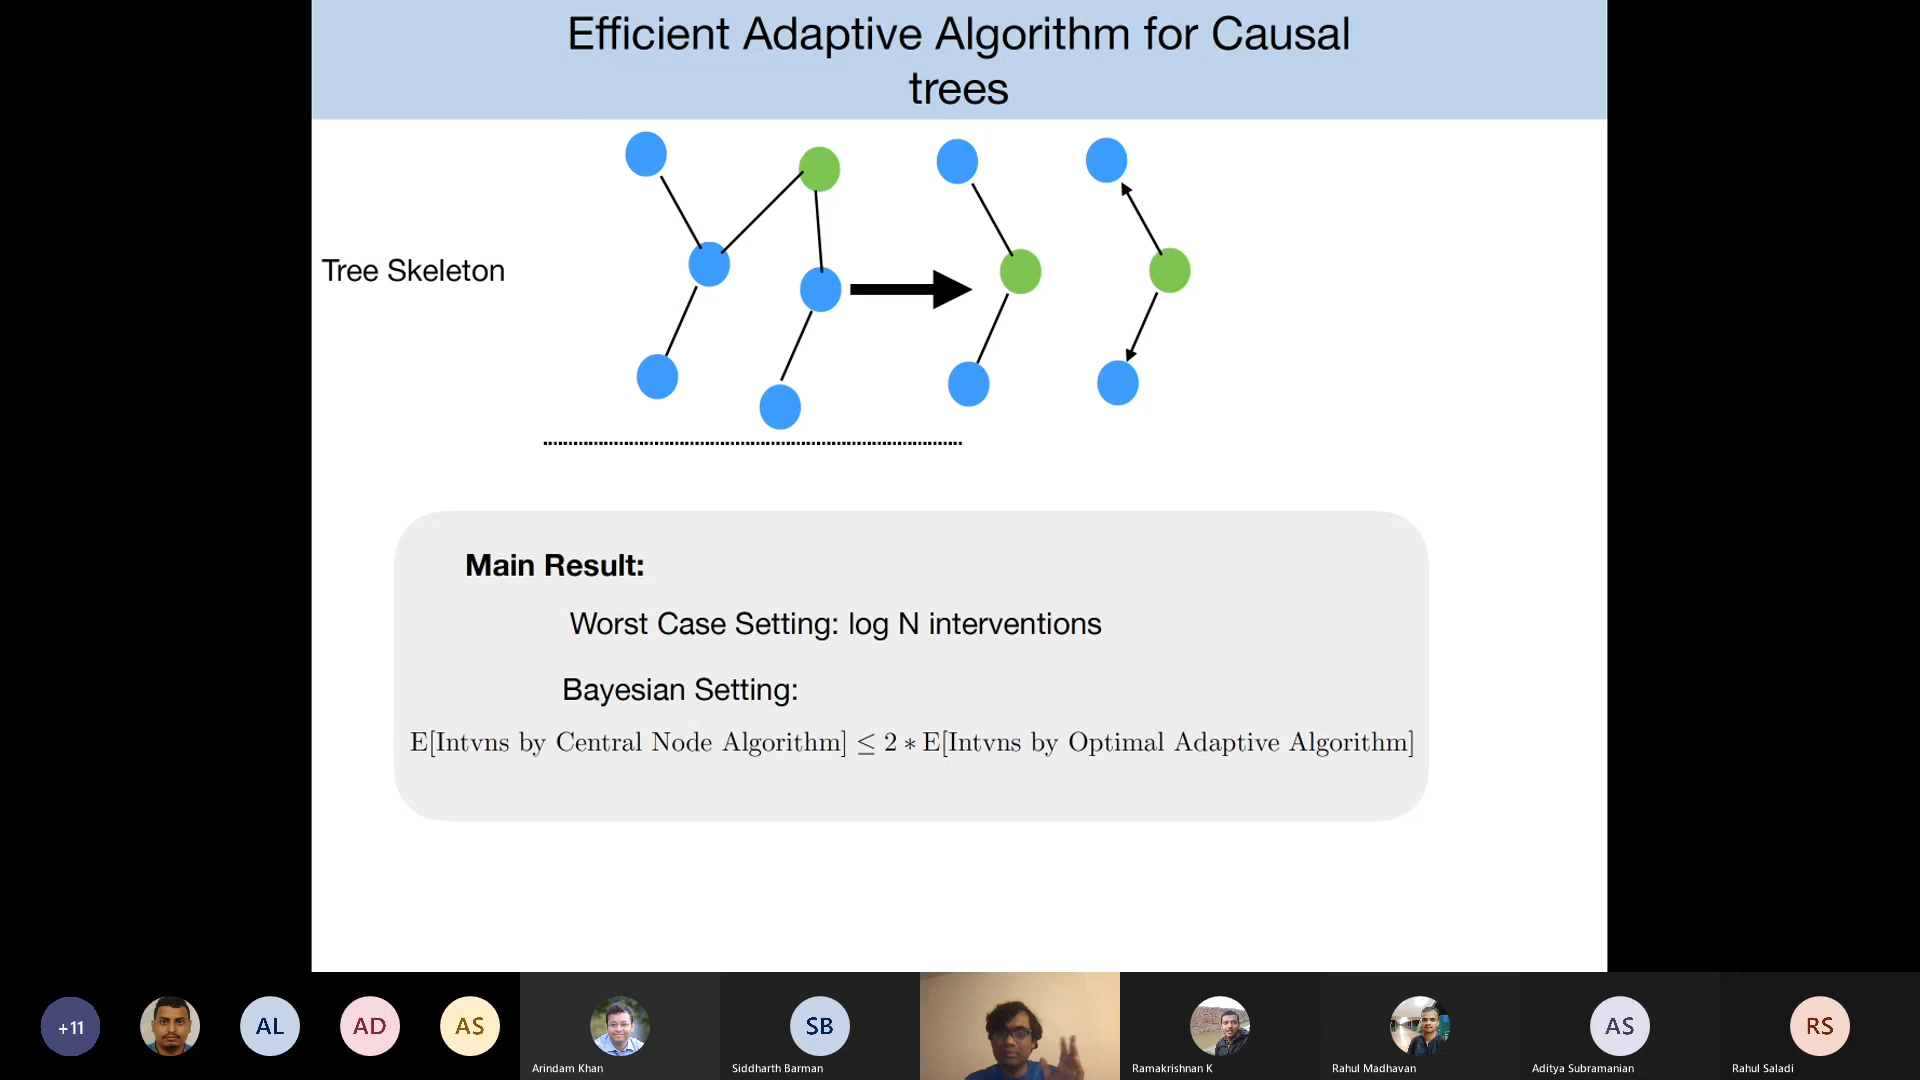 Efficient Adaptive Algorithm for Causal
trees
Tree Skeleton
Main Result:
Worst Case Setting: log N interventions
Bayesian Setting:
E[Intvns by Central Node Algorithm] ≤ 2 ∗ E[Intvns by Optimal Adaptive Algorithm]
+11
AL
AD
AS
Arindam Khan
SB
Siddharth Barman
Ramakrishnan K
Rahul Madhavan
AS
Aditya Subramanian
RS
Rahul Saladi